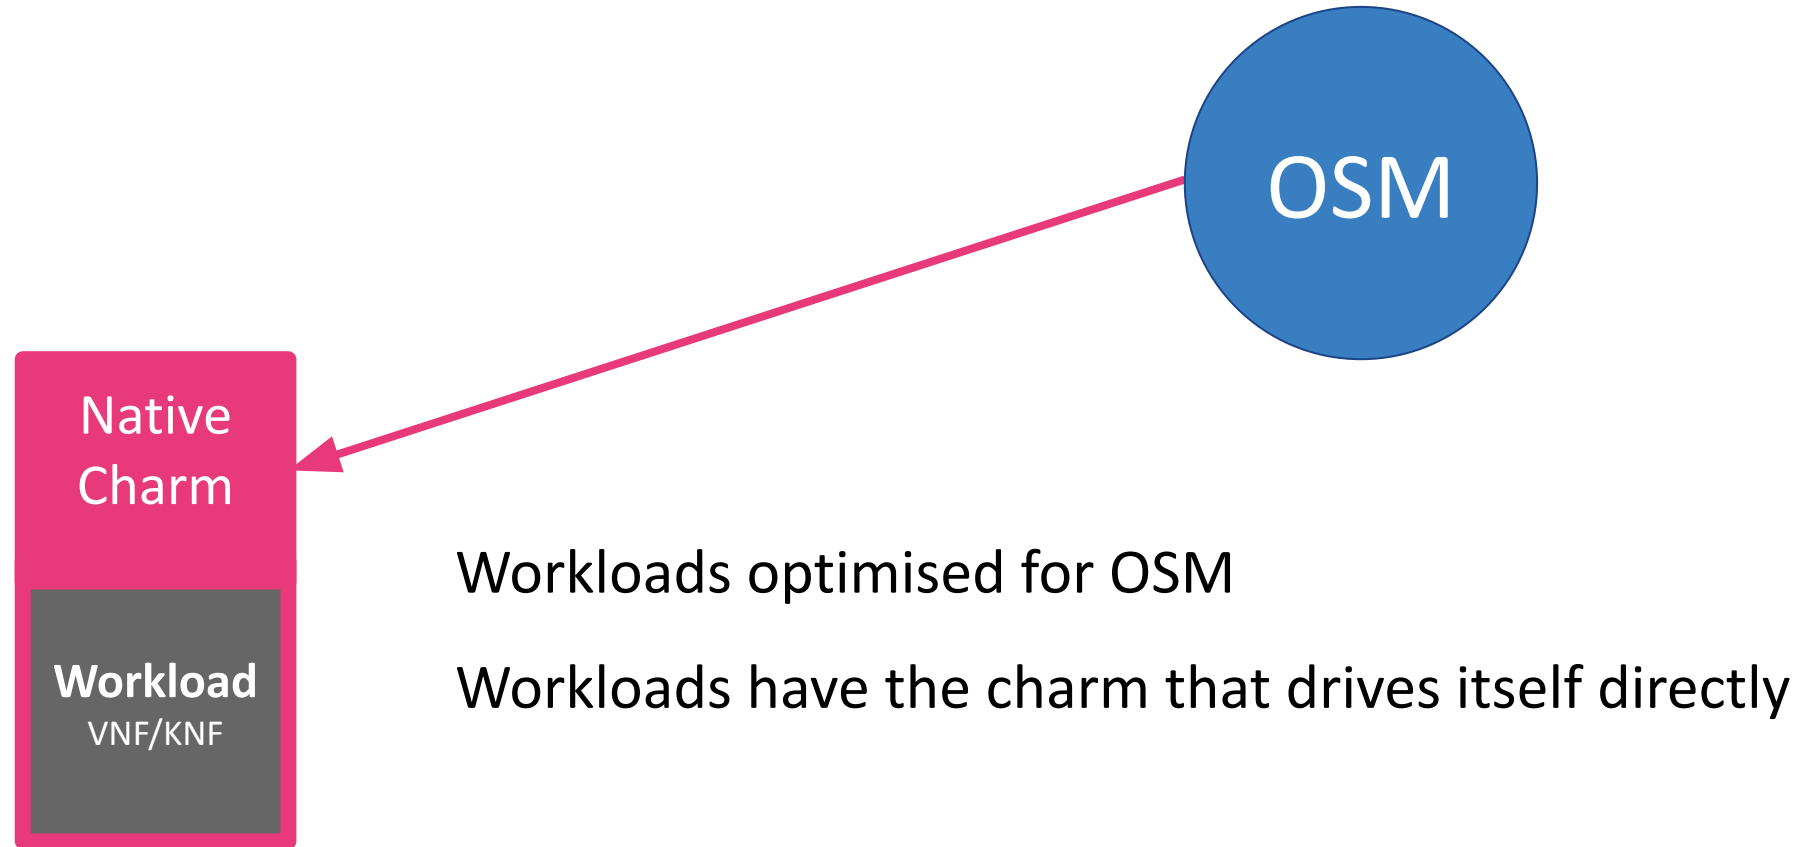 OSM
Native
Charm
Workloads optimised for OSM
Workload
VNF/KNF
Workloads have the charm that drives itself directly